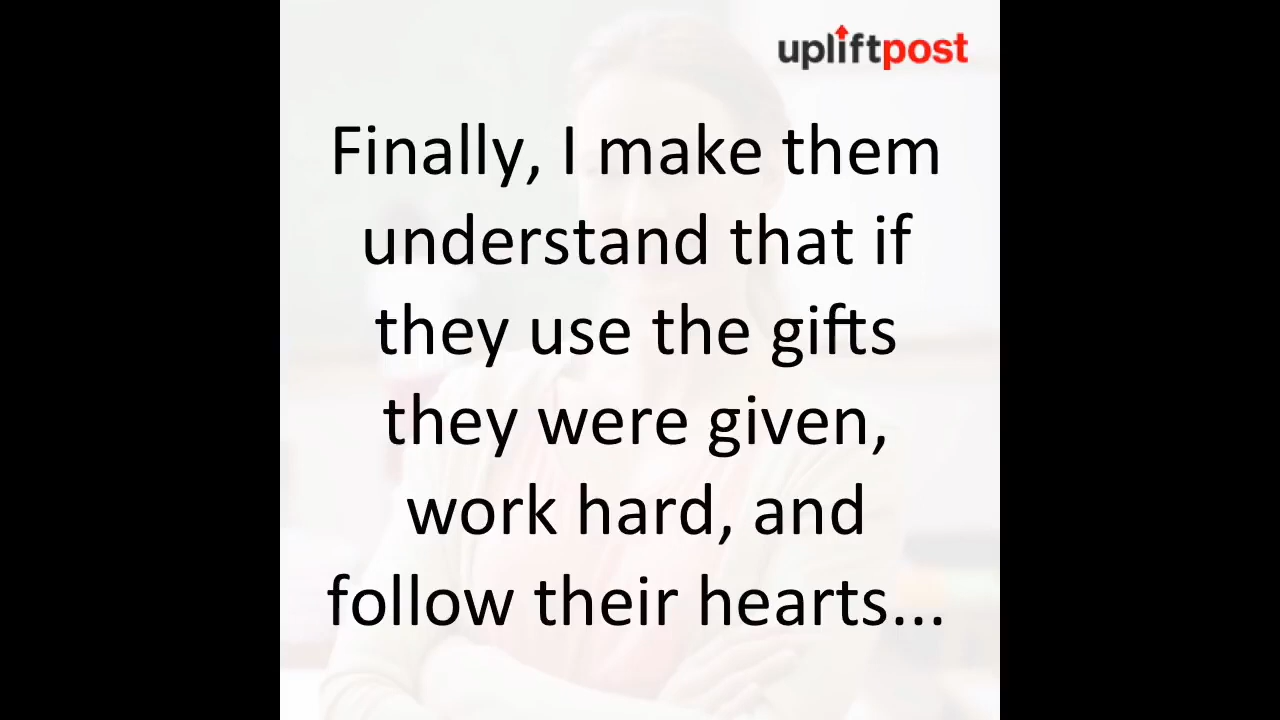 upliftpost
Finally, I make them
understand that if
they use the gifts
they were given,
work hard, and
follow their hearts...